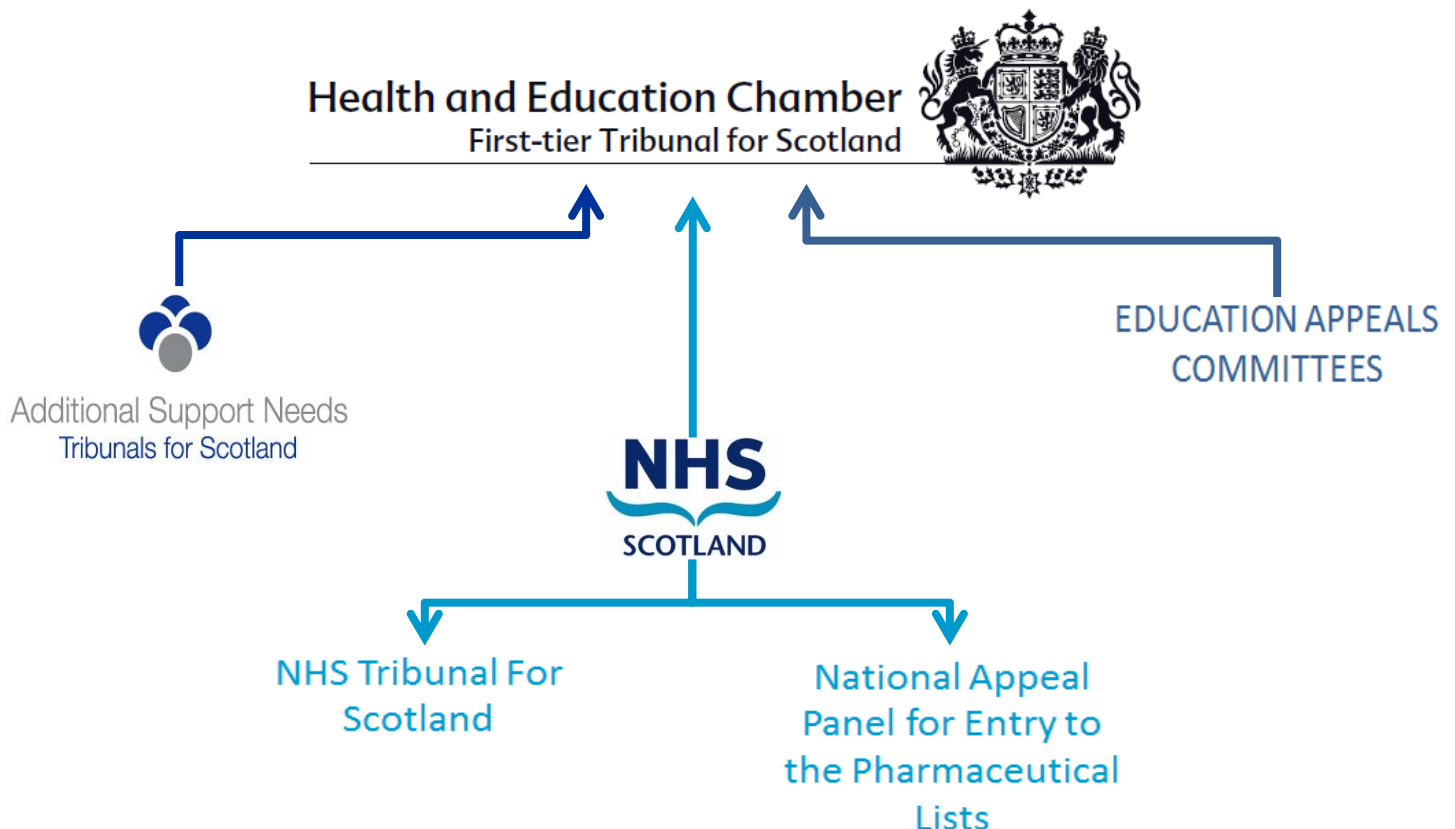 Health and Education Chamber
First-tier Tribunal for Scotland
EDUCATION APPEALS
COMMITTEES
Additional Support Needs
Tribunals for Scotland
NHS
SCOTLAND
NHS Tribunal For
Scotland
National Appeal
Panel for Entry to
the Pharmaceutical
Lists